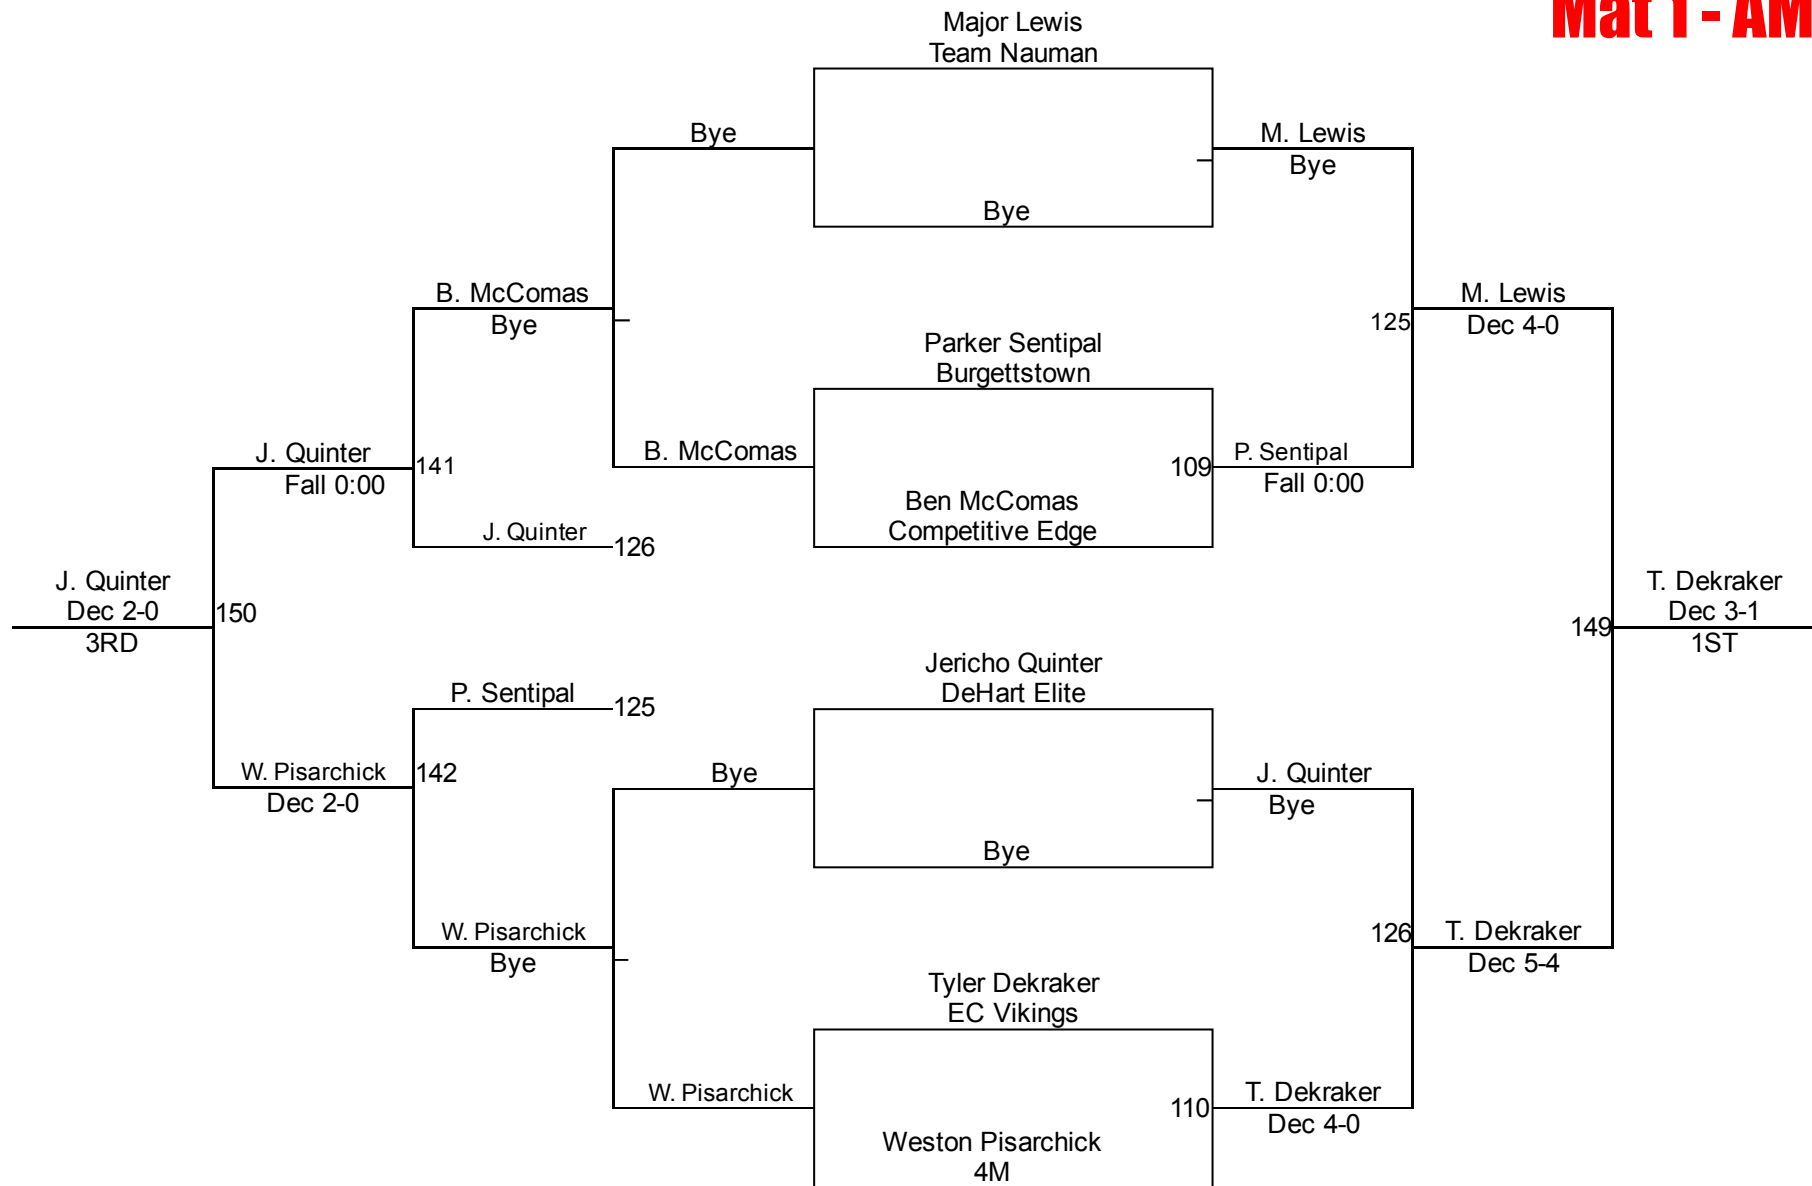 Mat 1 - AM
Major Lewis
Team Nauman
Bye
M. Lewis
Bye
Bye
B. McComas
Bye
M. Lewis
Dec 4-0
125
Parker Sentipal
Burgettstown
J. Quinter
Fall 0:00
141
B. McComas
109
P. Sentipal
Fall 0:00
Ben McComas
Competitive Edge
J. Quinter
126
J. Quinter
Dec 2-0
3RD
150
149
T. Dekraker
Dec 3-1
1ST
Jericho Quinter
DeHart Elite
P. Sentipal
125
W. Pisarchick
Dec 2-0
142
Bye
J. Quinter
Bye
Bye
W. Pisarchick
Bye
126
T. Dekraker
Dec 5-4
Tyler Dekraker
EC Vikings
W. Pisarchick
110
T. Dekraker
Dec 4-0
Weston Pisarchick
4M